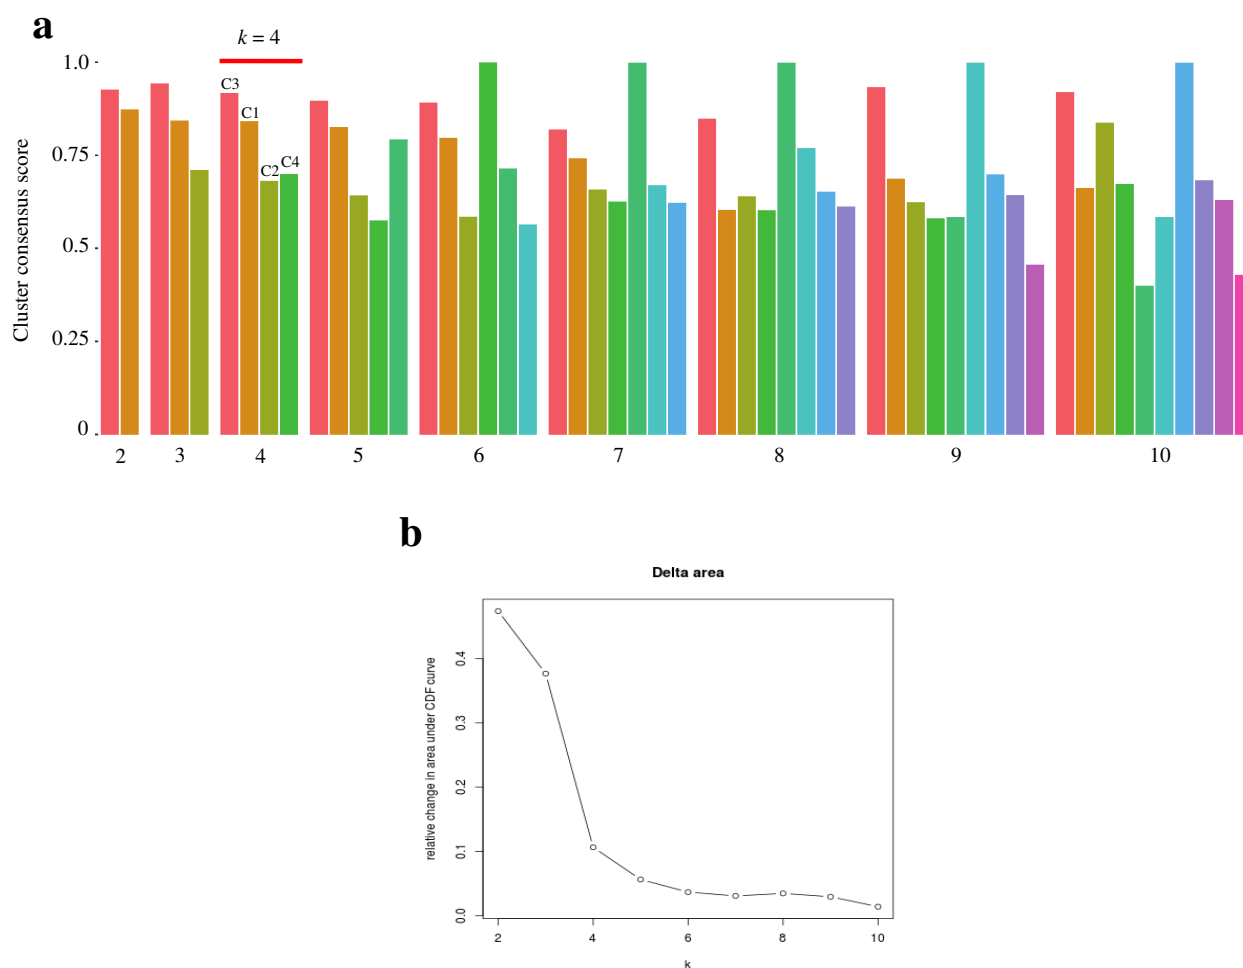 a
k = 4
Cluster consensus score
1.0
0.75
0.5
0.25
0
C3
C1
C2
C4
2 3 4 5 6 7 8 9 10
b
Delta area
relative change in area under CDF curve
0.4
0.3
0.2
0.1
0.0
2 4 6 8 10
k